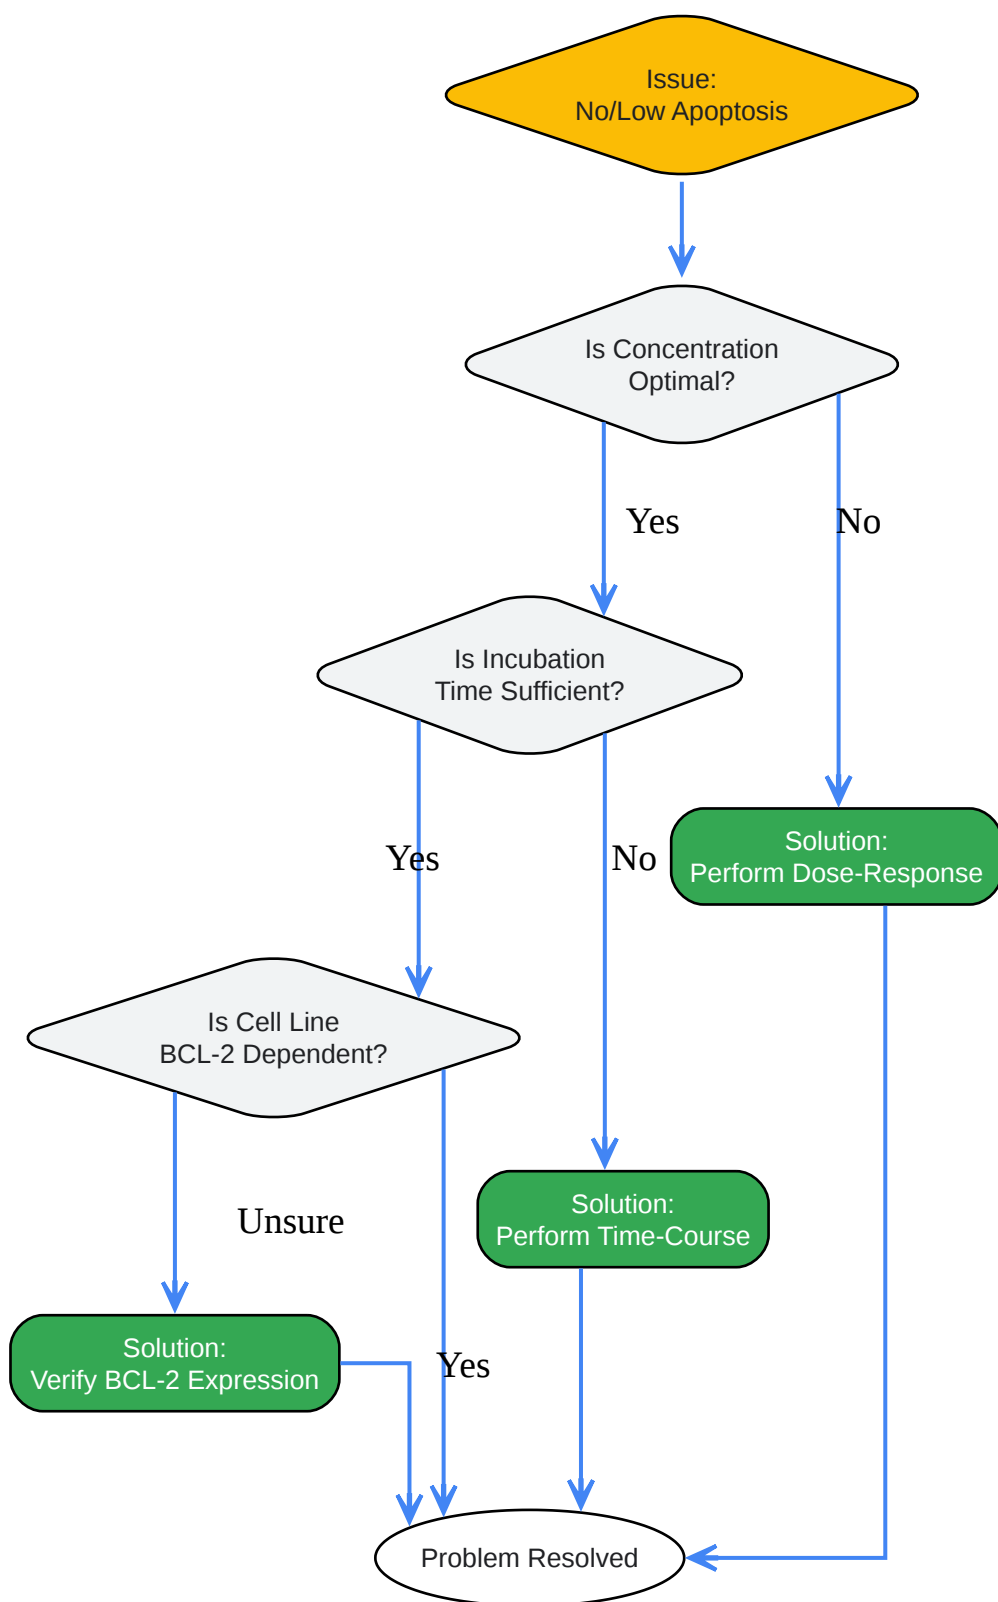 Issue:
No/Low Apoptosis
Is Concentration
Optimal?
Yes
No
Is Incubation
Time Sufficient?
Yes
No
Solution:
Perform Dose-Response
Is Cell Line
BCL-2 Dependent?
Unsure
Solution:
Perform Time-Course
Solution:
Verify BCL-2 Expression
Yes
Problem Resolved